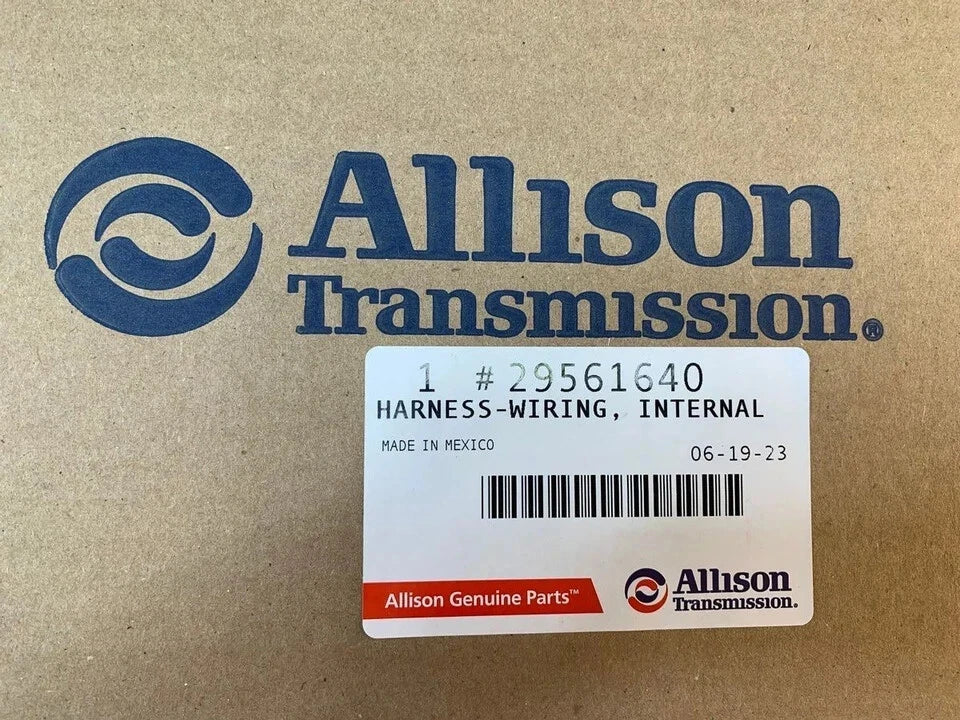 Allison
Transmission®
1 #29561640
HARNESS-WIRING, INTERNAL
MADE IN MEXICO
06-19-23
Allison Genuine Parts™
Allison
Transmission.